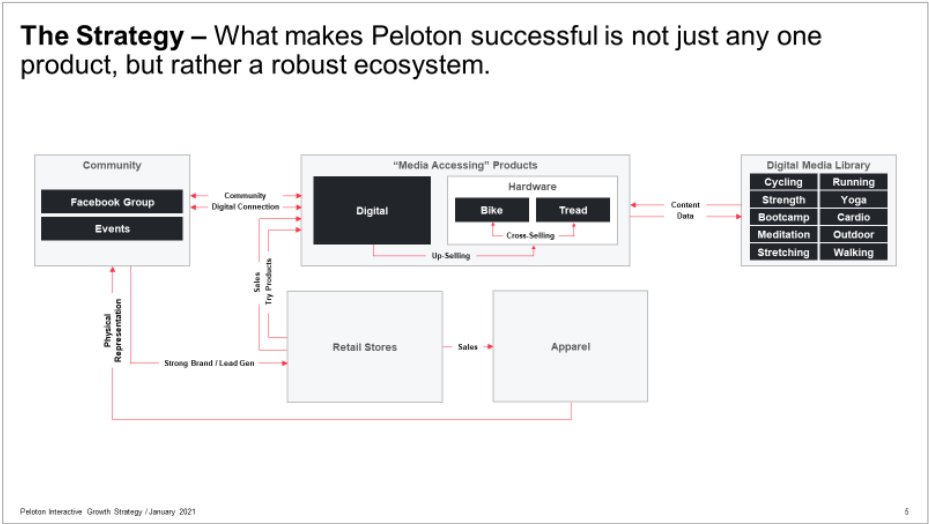 The Strategy – What makes Peloton successful is not just any one
product, but rather a robust ecosystem.
Community
Facebook Group
Events
Community
Digital Connection
“Media Accessing” Products
Digital
Hardware
Bike
Tread
Cross-Selling
Up-Selling
Content
Data
Digital Media Library
Cycling
Running
Strength
Yoga
Bootcamp
Cardio
Meditation
Outdoor
Stretching
Walking
Sales
Try Products
Physical
Representation
Strong Brand / Lead Gen
Retail Stores
Sales
Apparel
Peloton Interactive Growth Strategy / January 2021
5